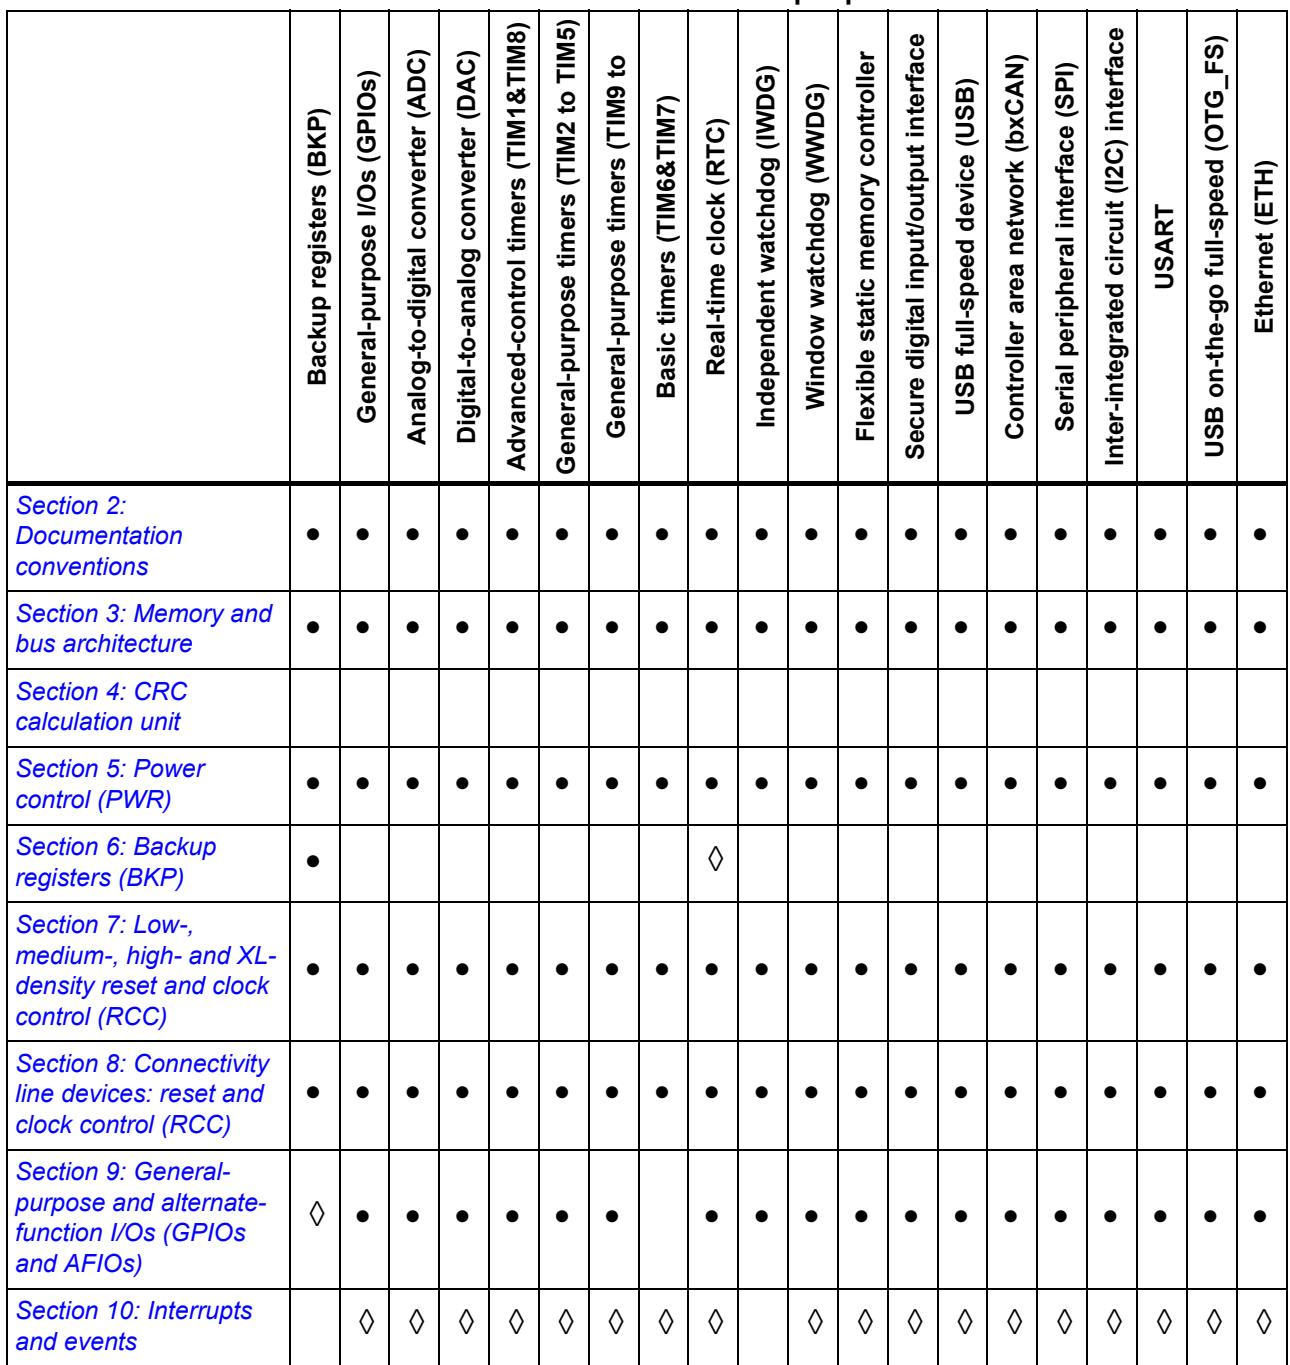 Backup registers (BKP)
General-purpose I/Os (GPIOs)
Analog-to-digital converter (ADC)
Digital-to-analog converter (DAC)
Advanced-control timers (TIM1&TIM8)
General-purpose timers (TIM2 to TIM5)
General-purpose timers (TIM9 to
Basic timers (TIM6&TIM7)
Real-time clock (RTC)
Independent watchdog (IWDG)
Window watchdog (WWDG)
Flexible static memory controller
Secure digital input/output interface
USB full-speed device (USB)
Controller area network (bxCAN)
Serial peripheral interface (SPI)
Inter-integrated circuit (I2C) interface
USART
USB on-the-go full-speed (OTG_FS)
Ethernet (ETH)
Section 2:
Documentation
conventions
● ● ● ● ● ● ● ● ● ● ● ● ● ● ● ● ● ● ● ●
Section 3: Memory and
bus architecture
● ● ● ● ● ● ● ● ● ● ● ● ● ● ● ● ● ● ● ●
Section 4: CRC
calculation unit
Section 5: Power
control (PWR)
● ● ● ● ● ● ● ● ● ● ● ● ● ● ● ● ● ● ● ●
Section 6: Backup
registers (BKP)
● ◊
Section 7: Low-,
medium-, high- and XL-
density reset and clock
control (RCC)
● ● ● ● ● ● ● ● ● ● ● ● ● ● ● ● ● ● ● ●
Section 8: Connectivity
line devices: reset and
clock control (RCC)
● ● ● ● ● ● ● ● ● ● ● ● ● ● ● ● ● ● ● ●
Section 9: General-
purpose and alternate-
function I/Os (GPIOs
and AFIOs)
◊ ● ● ● ● ● ● ● ● ● ● ● ● ● ● ● ● ● ●
Section 10: Interrupts
and events
◊ ◊ ◊ ◊ ◊ ◊ ◊ ◊ ◊ ◊ ◊ ◊ ◊ ◊ ◊ ◊ ◊ ◊